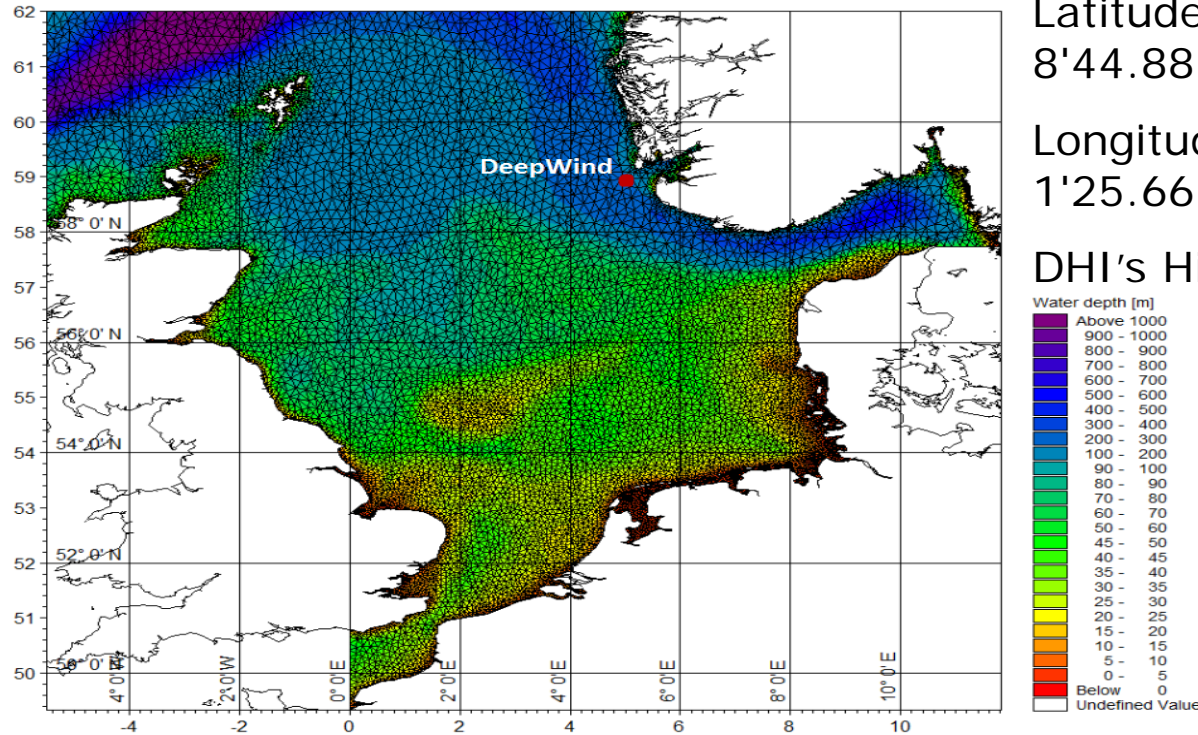 Latitude
8'44.88
Longitud
1'25.66
DHI's Hi
Water depth [m]
Above 1000
900 - 1000
800 - 900
700 - 800
600 - 700
500 - 600
400 - 500
300 - 400
200 - 300
100 - 200
90 - 100
80 - 90
70 - 80
60 - 70
50 - 60
45 - 50
40 - 45
35 - 40
30 - 35
25 - 30
20 - 25
15 - 20
10 - 15
5 - 10
0 - 5
Below 0
Undefined Value
DeepWind
62
61
60
59
58
57
56
55
54
53
52
51
50
58° 0' N
56° 0' N
54° 0' N
52° 0' N
50° 0' N
4° 0' W
2° 0' W
0° 0' E
2° 0' E
4° 0' E
6° 0' E
8° 0' E
10° 0' E
-4
-2
0
2
4
6
8
10